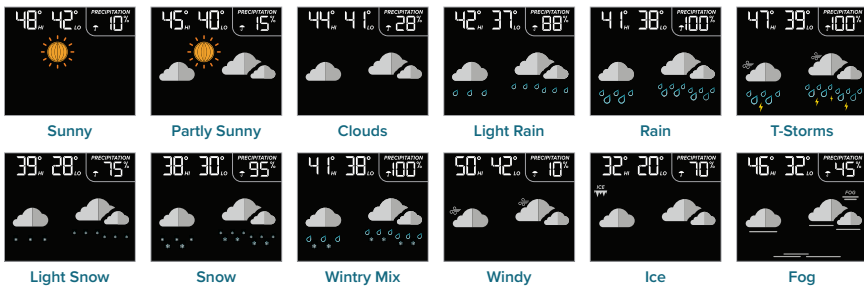 48° HI 42° LO PRECIPITATION 10%
Sunny
45° HI 40° LO PRECIPITATION 15%
Partly Sunny
44° HI 41° LO PRECIPITATION 28%
Clouds
42° HI 37° LO PRECIPITATION 88%
Light Rain
41° HI 38° LO PRECIPITATION 100%
Rain
47° HI 39° LO PRECIPITATION 100%
T-Storms
39° HI 28° LO PRECIPITATION 75%
Light Snow
38° HI 30° LO PRECIPITATION 95%
Snow
41° HI 38° LO PRECIPITATION 100%
Wintry Mix
50° HI 42° LO PRECIPITATION 10%
Windy
32° HI 20° LO PRECIPITATION 70%
ICE
Ice
46° HI 32° LO PRECIPITATION 45%
FOG
Fog